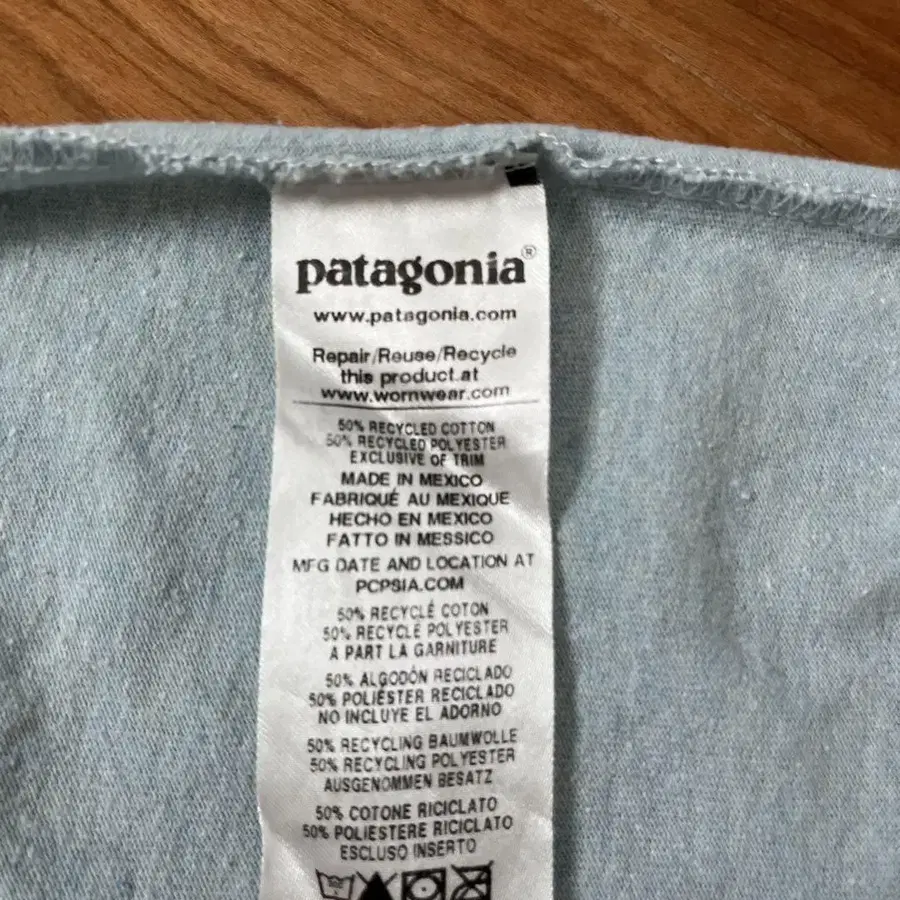 patagonia®
www.patagonia.com
Repair/Reuse/Recycle
this product at
www.wornwear.com
50% RECYCLED COTTON
50% RECYCLED POLYESTER
EXCLUSIVE OF TRIM
MADE IN MEXICO
FABRIQUÉ AU MEXIQUE
HECHO EN MEXICO
FATTO IN MESSICO
MFG DATE AND LOCATION AT
PCPSIA.COM
50% RECYCLÉ COTON
50% RECYCLÉ POLYESTER
A PART LA GARNITURE
50% ALGODÓN RECICLADO
50% POLIÉSTER RECICLADO
NO INCLUYE EL ADORNO
50% RECYCLING BAUMWOLLE
50% RECYCLING POLYESTER
AUSGENOMMEN BESATZ
50% COTONE RICICLATO
50% POLIESTERE RICICLATO
ESCLUSO INSERTO